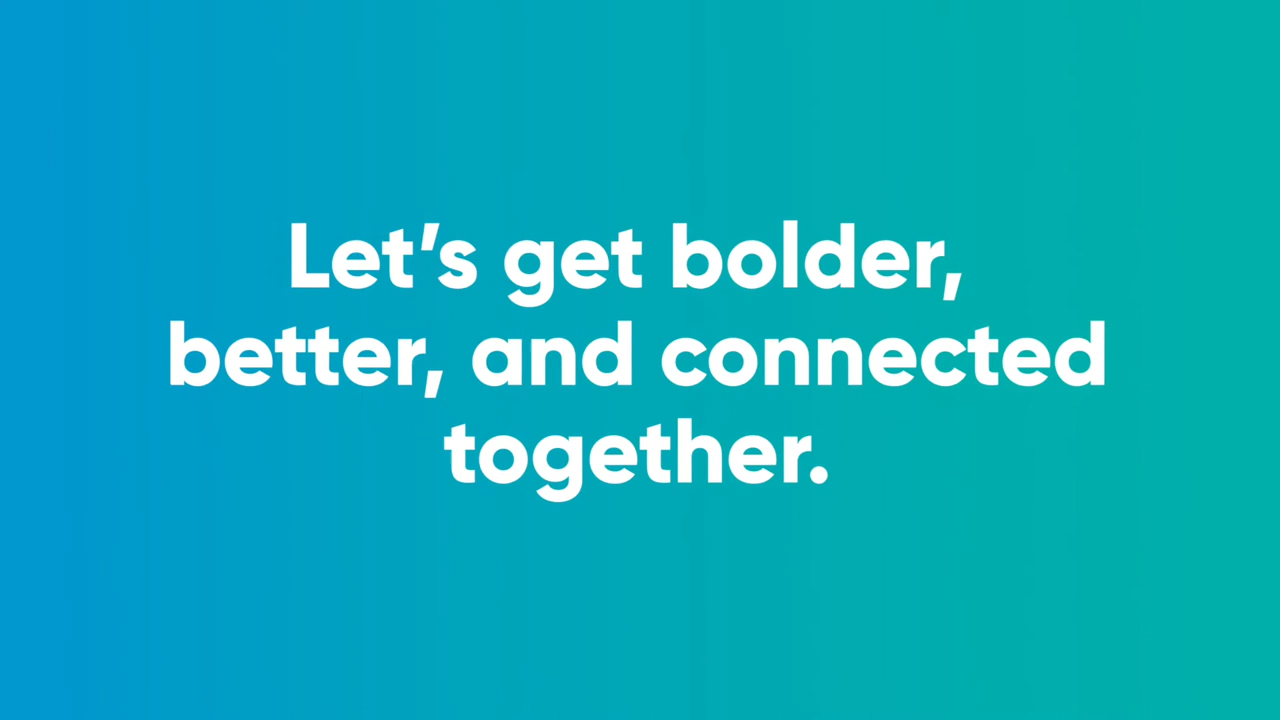 Let’s get bolder,
better, and connected
together.